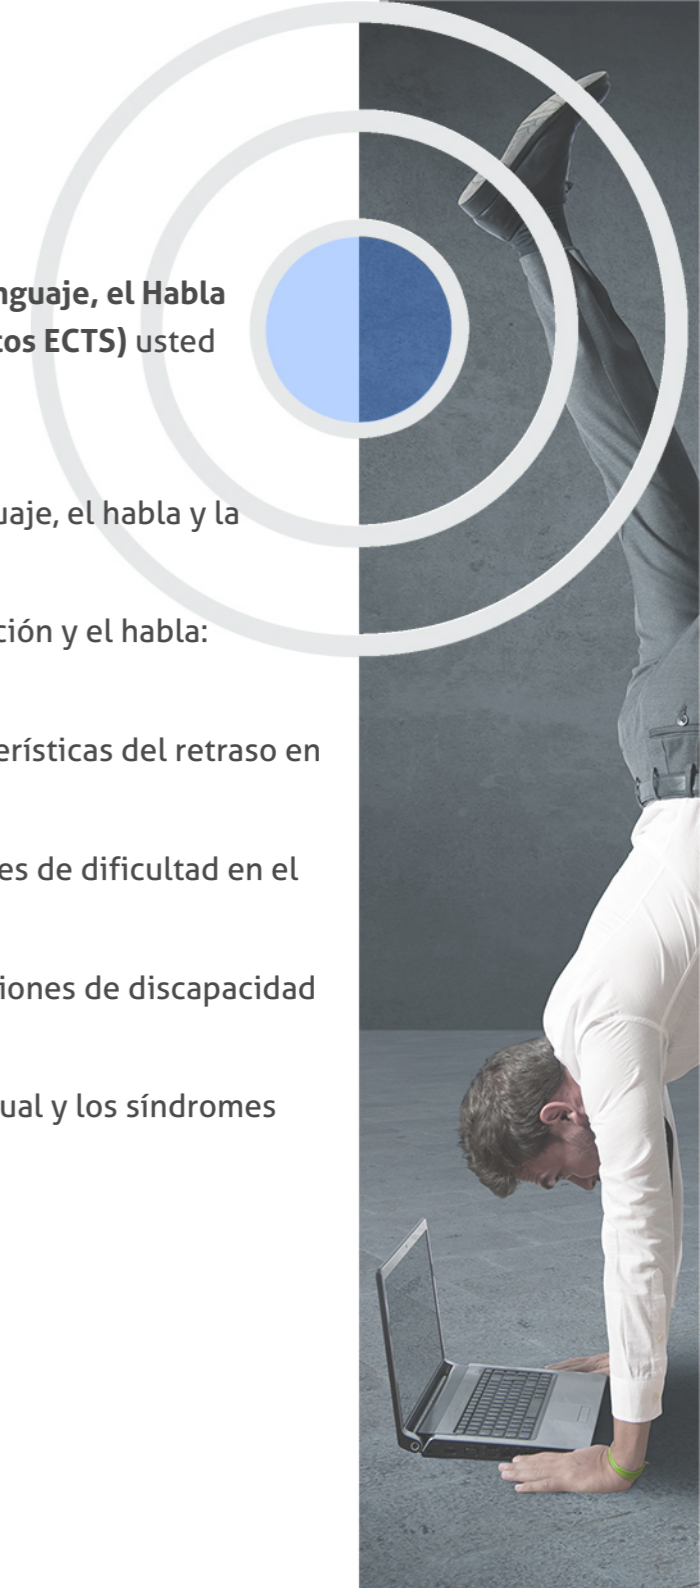 nguaje, el Habla
tos ECTS) usted
uaje, el habla y la
ción y el habla:
erísticas del retraso en
es de dificultad en el
iones de discapacidad
ual y los síndromes